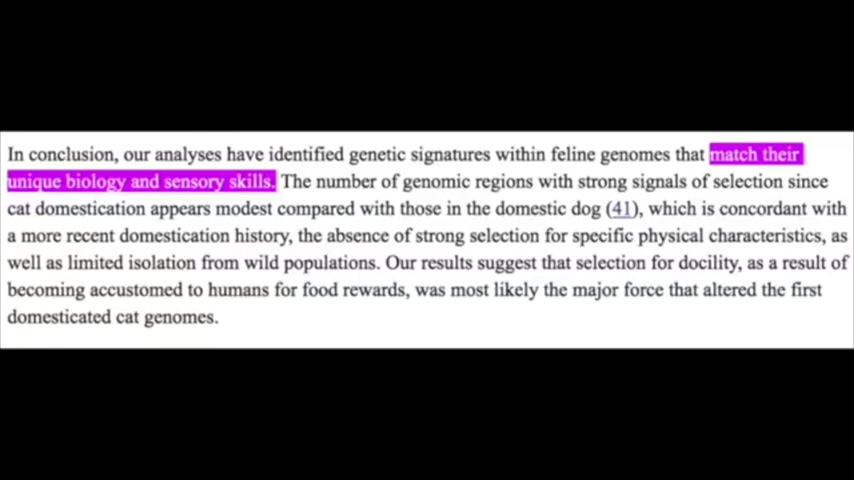 In conclusion, our analyses have identified genetic signatures within feline genomes that match their
unique biology and sensory skills. The number of genomic regions with strong signals of selection since
cat domestication appears modest compared with those in the domestic dog (41), which is concordant with
a more recent domestication history, the absence of strong selection for specific physical characteristics, as
well as limited isolation from wild populations. Our results suggest that selection for docility, as a result of
becoming accustomed to humans for food rewards, was most likely the major force that altered the first
domesticated cat genomes.